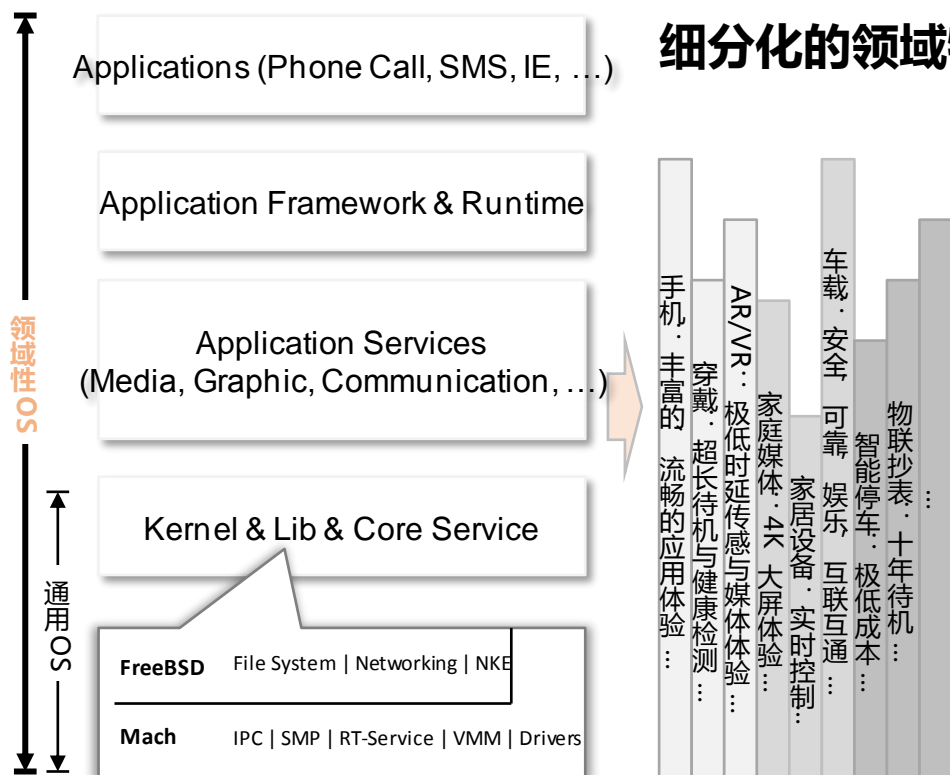 细分化的领域
Applications (Phone Call, SMS, IE, …)
Application Framework & Runtime
Application Services
(Media, Graphic, Communication, …)
Kernel & Lib & Core Service
FreeBSD File System | Networking | NKE
Mach IPC | SMP | RT-Service | VMM | Drivers
领域性OS
通用OS
手机：丰富的、流畅的应用体验…
穿戴：超长待机与健康检测…
AR/VR：极低时延传感与媒体体验…
家庭媒体：4K 大屏体验…
家居设备：实时控制…
车载：安全，可靠，娱乐，互联互通…
智能停车：极低成本…
物联抄表：十年待机…
…